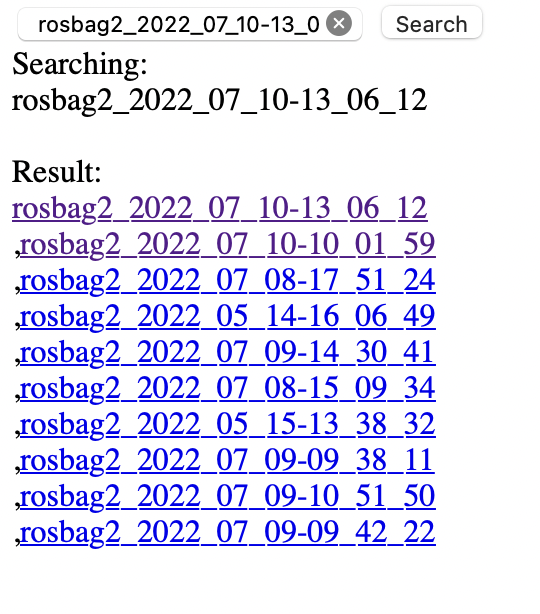 rosbag2_2022_07_10-13_0 Search
Searching:
rosbag2_2022_07_10-13_06_12
Result:
rosbag2_2022_07_10-13_06_12
,rosbag2_2022_07_10-10_01_59
,rosbag2_2022_07_08-17_51_24
,rosbag2_2022_05_14-16_06_49
,rosbag2_2022_07_09-14_30_41
,rosbag2_2022_07_08-15_09_34
,rosbag2_2022_05_15-13_38_32
,rosbag2_2022_07_09-09_38_11
,rosbag2_2022_07_09-10_51_50
,rosbag2_2022_07_09-09_42_22